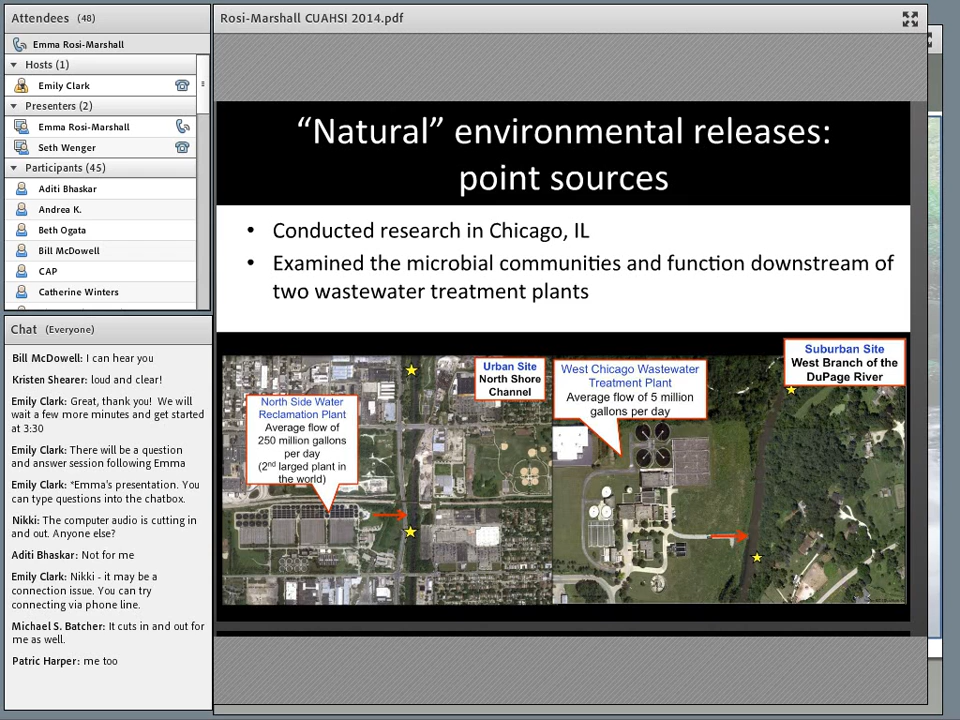 Attendees (48)
Emma Rosi-Marshall
Hosts (1)
Emily Clark
Presenters (2)
Emma Rosi-Marshall
Seth Wenger
Participants (45)
Aditi Bhaskar
Andrea K.
Beth Ogata
Bill McDowell
CAP
Catherine Winters
Chat (Everyone)
Bill McDowell: I can hear you
Kristen Shearer: loud and clear!
Emily Clark: Great, thank you! We will
wait a few more minutes and get started
at 3:30
Emily Clark: There will be a question
and answer session following Emma
Emily Clark: *Emma's presentation. You
can type questions into the chatbox.
Nikki: The computer audio is cutting in
and out. Anyone else?
Aditi Bhaskar: Not for me
Emily Clark: Nikki - it may be a
connection issue. You can try
connecting via phone line.
Michael S. Batcher: It cuts in and out for
me as well.
Patric Harper: me too
Rosi-Marshall CUAHSI 2014.pdf
“Natural” environmental releases:
point sources
• Conducted research in Chicago, IL
• Examined the microbial communities and function downstream of
two wastewater treatment plants
North Side Water
Reclamation Plant
Average flow of
250 million gallons
per day
(2nd larged plant in
the world)
Urban Site
North Shore
Channel
West Chicago Wastewater
Treatment Plant
Average flow of 5 million
gallons per day
Suburban Site
West Branch of the
DuPage River